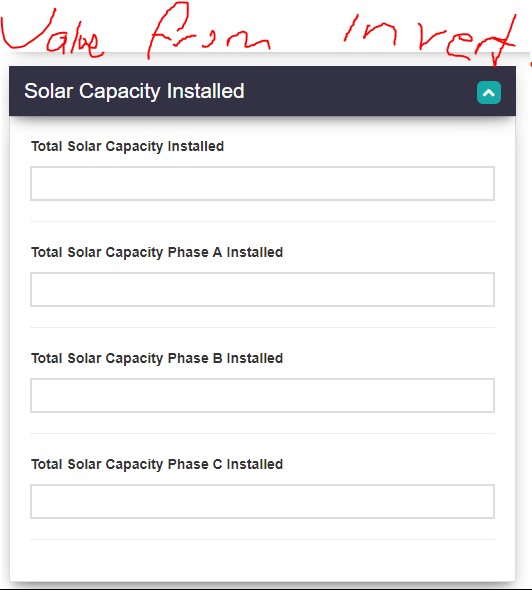 Value from invert.
Solar Capacity Installed
Total Solar Capacity Installed
Total Solar Capacity Phase A Installed
Total Solar Capacity Phase B Installed
Total Solar Capacity Phase C Installed